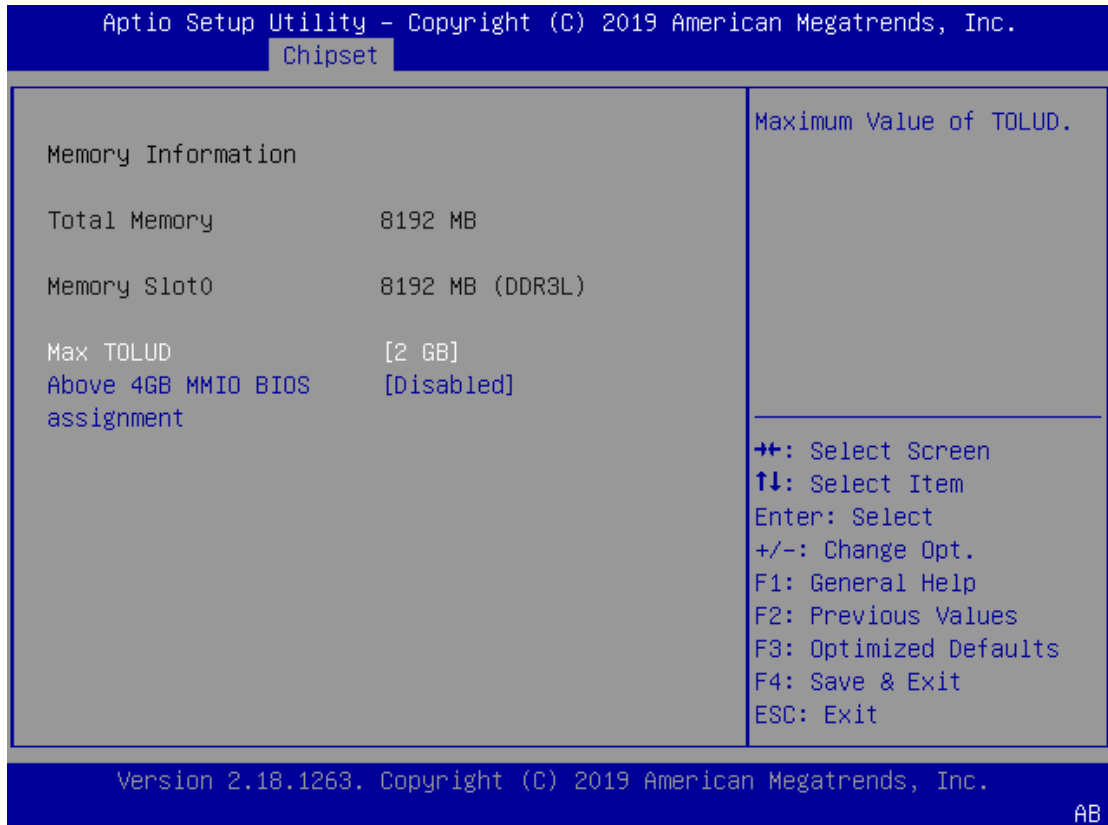 Aptio Setup Utility – Copyright (C) 2019 American Megatrends, Inc.
Chipset
Memory Information
Total Memory 8192 MB
Memory Slot0 8192 MB (DDR3L)
Max TOLUD [2 GB]
Above 4GB MMIO BIOS [Disabled]
assignment
Maximum Value of TOLUD.
→←: Select Screen
↑↓: Select Item
Enter: Select
+/-: Change Opt.
F1: General Help
F2: Previous Values
F3: Optimized Defaults
F4: Save & Exit
ESC: Exit
Version 2.18.1263. Copyright (C) 2019 American Megatrends, Inc.
AB